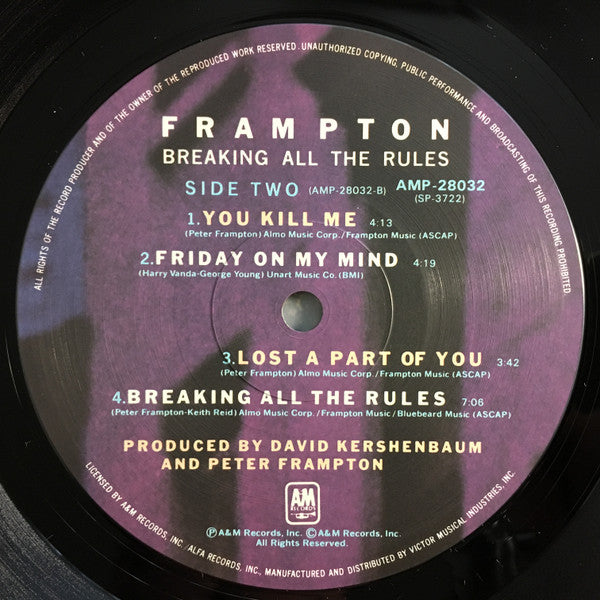 ALL RIGHTS OF THE RECORD PRODUCER AND OF THE OWNER OF THE REPRODUCED WORK RESERVED. UNAUTHORIZED COPYING, PUBLIC PERFORMANCE AND BROADCASTING OF THIS RECORDING PROHIBITED.
FRAMPTON
BREAKING ALL THE RULES
SIDE TWO (AMP-28032-B) AMP-28032
(SP-3722)
1.YOU KILL ME 4:13
(Peter Frampton) Almo Music Corp./Frampton Music (ASCAP)
2.FRIDAY ON MY MIND 4:19
(Harry Vanda-George Young) Unart Music Co. (BMI)
3.LOST A PART OF YOU 3:42
(Peter Frampton) Almo Music Corp./Frampton Music (ASCAP)
4.BREAKING ALL THE RULES 7:06
(Peter Frampton-Keith Reid) Almo Music Corp./Frampton Music/Bluebeard Music (ASCAP)
PRODUCED BY DAVID KERSHENBAUM
AND PETER FRAMPTON
A&M
RECORDS
ⓅA&M Records, Inc. ©A&M Records, Inc.
All Rights Reserved.
LICENSED BY A&M RECORDS, INC. ALFA RECORDS, INC., MANUFACTURED AND DISTRIBUTED BY VICTOR MUSICAL INDUSTRIES, INC.